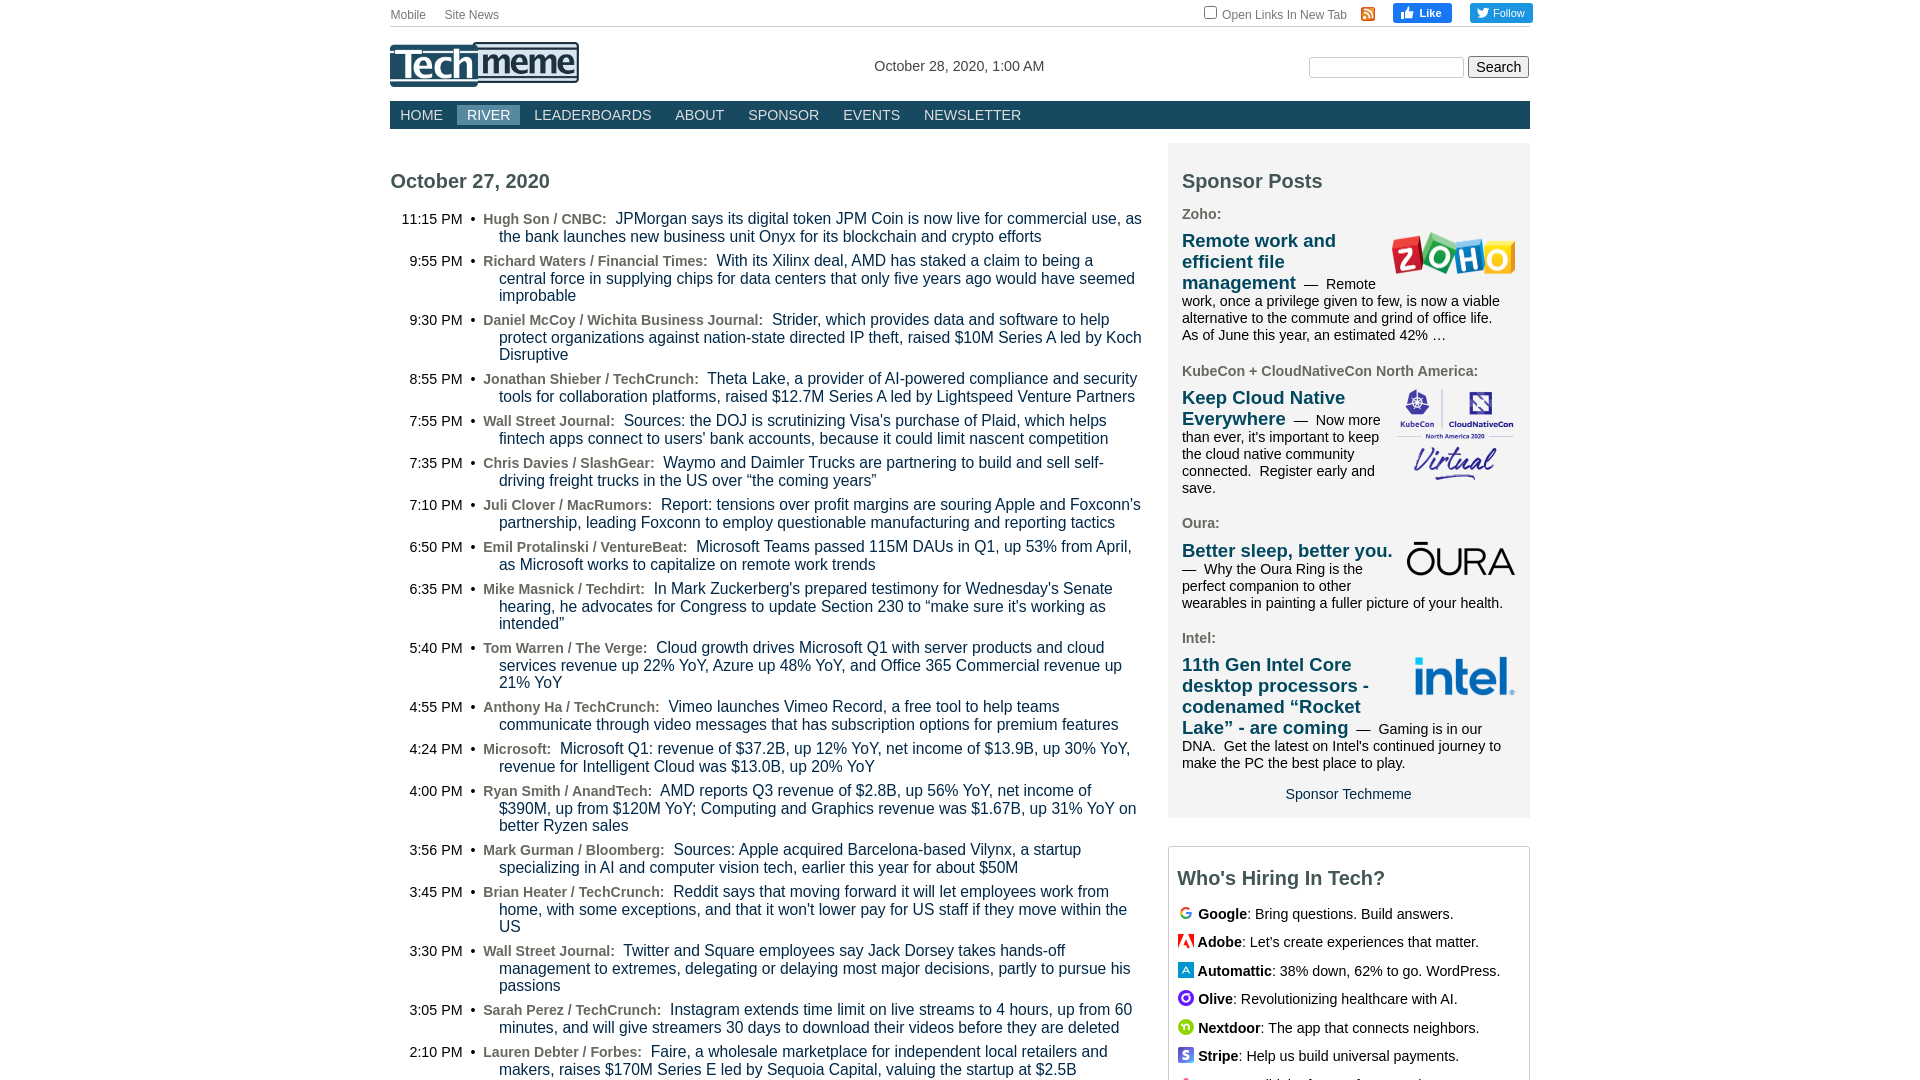 Mobile Site News Open Links In New Tab Like Follow
Techmeme
October 28, 2020, 1:00 AM
Search
HOME RIVER LEADERBOARDS ABOUT SPONSOR EVENTS NEWSLETTER
October 27, 2020
11:15 PM • Hugh Son / CNBC: JPMorgan says its digital token JPM Coin is now live for commercial use, as
the bank launches new business unit Onyx for its blockchain and crypto efforts
9:55 PM • Richard Waters / Financial Times: With its Xilinx deal, AMD has staked a claim to being a
central force in supplying chips for data centers that only five years ago would have seemed
improbable
9:30 PM • Daniel McCoy / Wichita Business Journal: Strider, which provides data and software to help
protect organizations against nation-state directed IP theft, raised $10M Series A led by Koch
Disruptive
8:55 PM • Jonathan Shieber / TechCrunch: Theta Lake, a provider of AI-powered compliance and security
tools for collaboration platforms, raised $12.7M Series A led by Lightspeed Venture Partners
7:55 PM • Wall Street Journal: Sources: the DOJ is scrutinizing Visa's purchase of Plaid, which helps
fintech apps connect to users' bank accounts, because it could limit nascent competition
7:35 PM • Chris Davies / SlashGear: Waymo and Daimler Trucks are partnering to build and sell self-
driving freight trucks in the US over “the coming years”
7:10 PM • Juli Clover / MacRumors: Report: tensions over profit margins are souring Apple and Foxconn's
partnership, leading Foxconn to employ questionable manufacturing and reporting tactics
6:50 PM • Emil Protalinski / VentureBeat: Microsoft Teams passed 115M DAUs in Q1, up 53% from April,
as Microsoft works to capitalize on remote work trends
6:35 PM • Mike Masnick / Techdirt: In Mark Zuckerberg's prepared testimony for Wednesday's Senate
hearing, he advocates for Congress to update Section 230 to “make sure it's working as
intended”
5:40 PM • Tom Warren / The Verge: Cloud growth drives Microsoft Q1 with server products and cloud
services revenue up 22% YoY, Azure up 48% YoY, and Office 365 Commercial revenue up
21% YoY
4:55 PM • Anthony Ha / TechCrunch: Vimeo launches Vimeo Record, a free tool to help teams
communicate through video messages that has subscription options for premium features
4:24 PM • Microsoft: Microsoft Q1: revenue of $37.2B, up 12% YoY, net income of $13.9B, up 30% YoY,
revenue for Intelligent Cloud was $13.0B, up 20% YoY
4:00 PM • Ryan Smith / AnandTech: AMD reports Q3 revenue of $2.8B, up 56% YoY, net income of
$390M, up from $120M YoY; Computing and Graphics revenue was $1.67B, up 31% YoY on
better Ryzen sales
3:56 PM • Mark Gurman / Bloomberg: Sources: Apple acquired Barcelona-based Vilynx, a startup
specializing in AI and computer vision tech, earlier this year for about $50M
3:45 PM • Brian Heater / TechCrunch: Reddit says that moving forward it will let employees work from
home, with some exceptions, and that it won't lower pay for US staff if they move within the
US
3:30 PM • Wall Street Journal: Twitter and Square employees say Jack Dorsey takes hands-off
management to extremes, delegating or delaying most major decisions, partly to pursue his
passions
3:05 PM • Sarah Perez / TechCrunch: Instagram extends time limit on live streams to 4 hours, up from 60
minutes, and will give streamers 30 days to download their videos before they are deleted
2:10 PM • Lauren Debter / Forbes: Faire, a wholesale marketplace for independent local retailers and
makers, raises $170M Series E led by Sequoia Capital, valuing the startup at $2.5B
Sponsor Posts
Zoho:
ZOHO
Remote work and
efficient file
management — Remote
work, once a privilege given to few, is now a viable
alternative to the commute and grind of office life.
As of June this year, an estimated 42% …
KubeCon + CloudNativeCon North America:
KubeCon CloudNativeCon
North America 2020
Virtual
Keep Cloud Native
Everywhere — Now more
than ever, it's important to keep
the cloud native community
connected. Register early and
save.
Oura:
ŌURA
Better sleep, better you.
— Why the Oura Ring is the
perfect companion to other
wearables in painting a fuller picture of your health.
Intel:
intel®
11th Gen Intel Core
desktop processors -
codenamed “Rocket
Lake” - are coming — Gaming is in our
DNA. Get the latest on Intel's continued journey to
make the PC the best place to play.
Sponsor Techmeme
Who's Hiring In Tech?
Google: Bring questions. Build answers.
Adobe: Let’s create experiences that matter.
Automattic: 38% down, 62% to go. WordPress.
Olive: Revolutionizing healthcare with AI.
Nextdoor: The app that connects neighbors.
Stripe: Help us build universal payments.